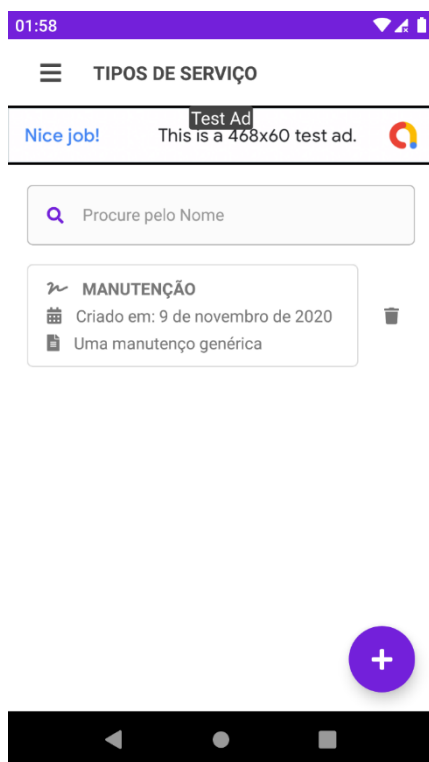 01:58
TIPOS DE SERVIÇO
Test Ad
Nice job! This is a 468x60 test ad.
Procure pelo Nome
MANUTENÇÃO
Criado em: 9 de novembro de 2020
Uma manutenço genérica